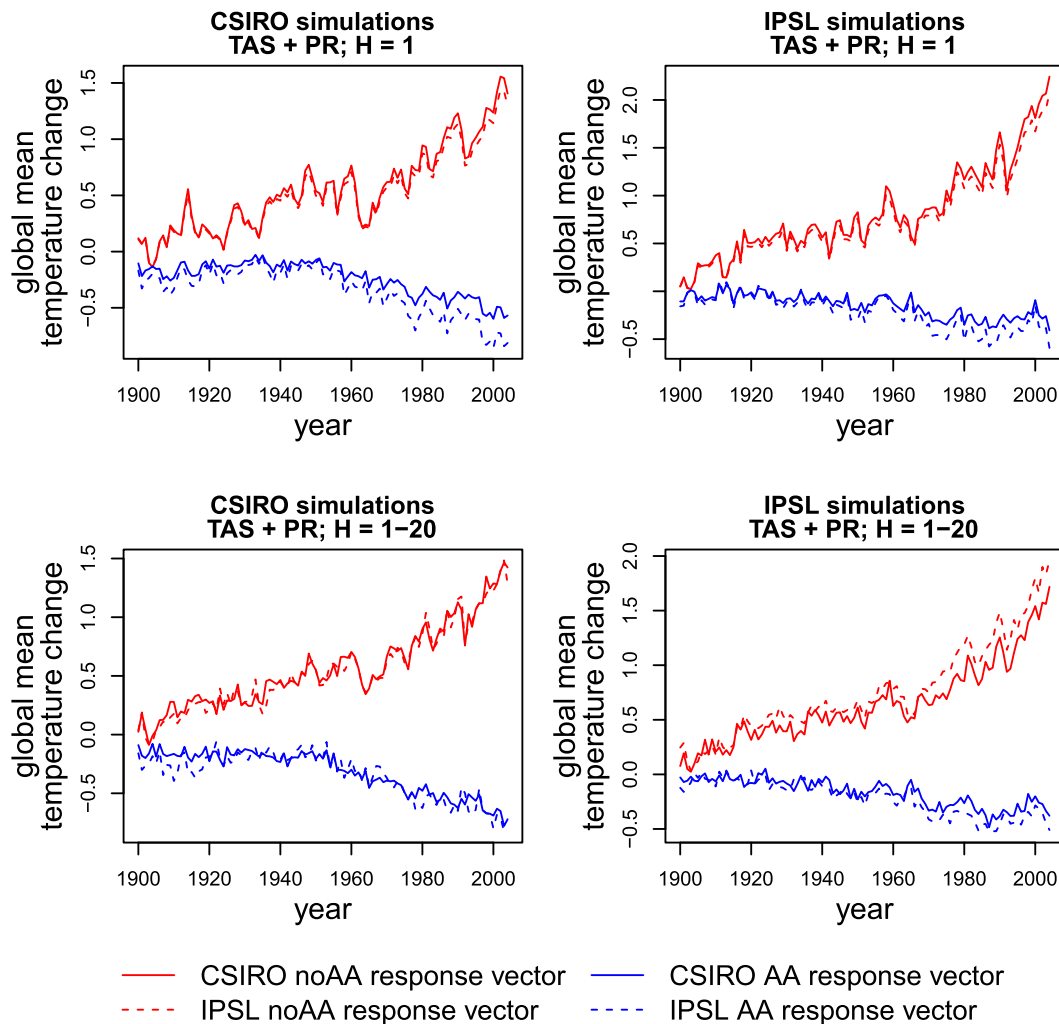 CSIRO simulations
TAS + PR; H = 1
global mean
temperature change
−0.5 0.0 0.5 1.0 1.5
1900 1920 1940 1960 1980 2000
year
IPSL simulations
TAS + PR; H = 1
global mean
temperature change
−0.5 0.5 1.0 1.5 2.0
1900 1920 1940 1960 1980 2000
year
CSIRO simulations
TAS + PR; H = 1−20
global mean
temperature change
−0.5 0.0 0.5 1.0 1.5
1900 1920 1940 1960 1980 2000
year
IPSL simulations
TAS + PR; H = 1−20
global mean
temperature change
−0.5 0.0 0.5 1.0 1.5 2.0
1900 1920 1940 1960 1980 2000
year
CSIRO noAA response vector
IPSL noAA response vector
CSIRO AA response vector
IPSL AA response vector